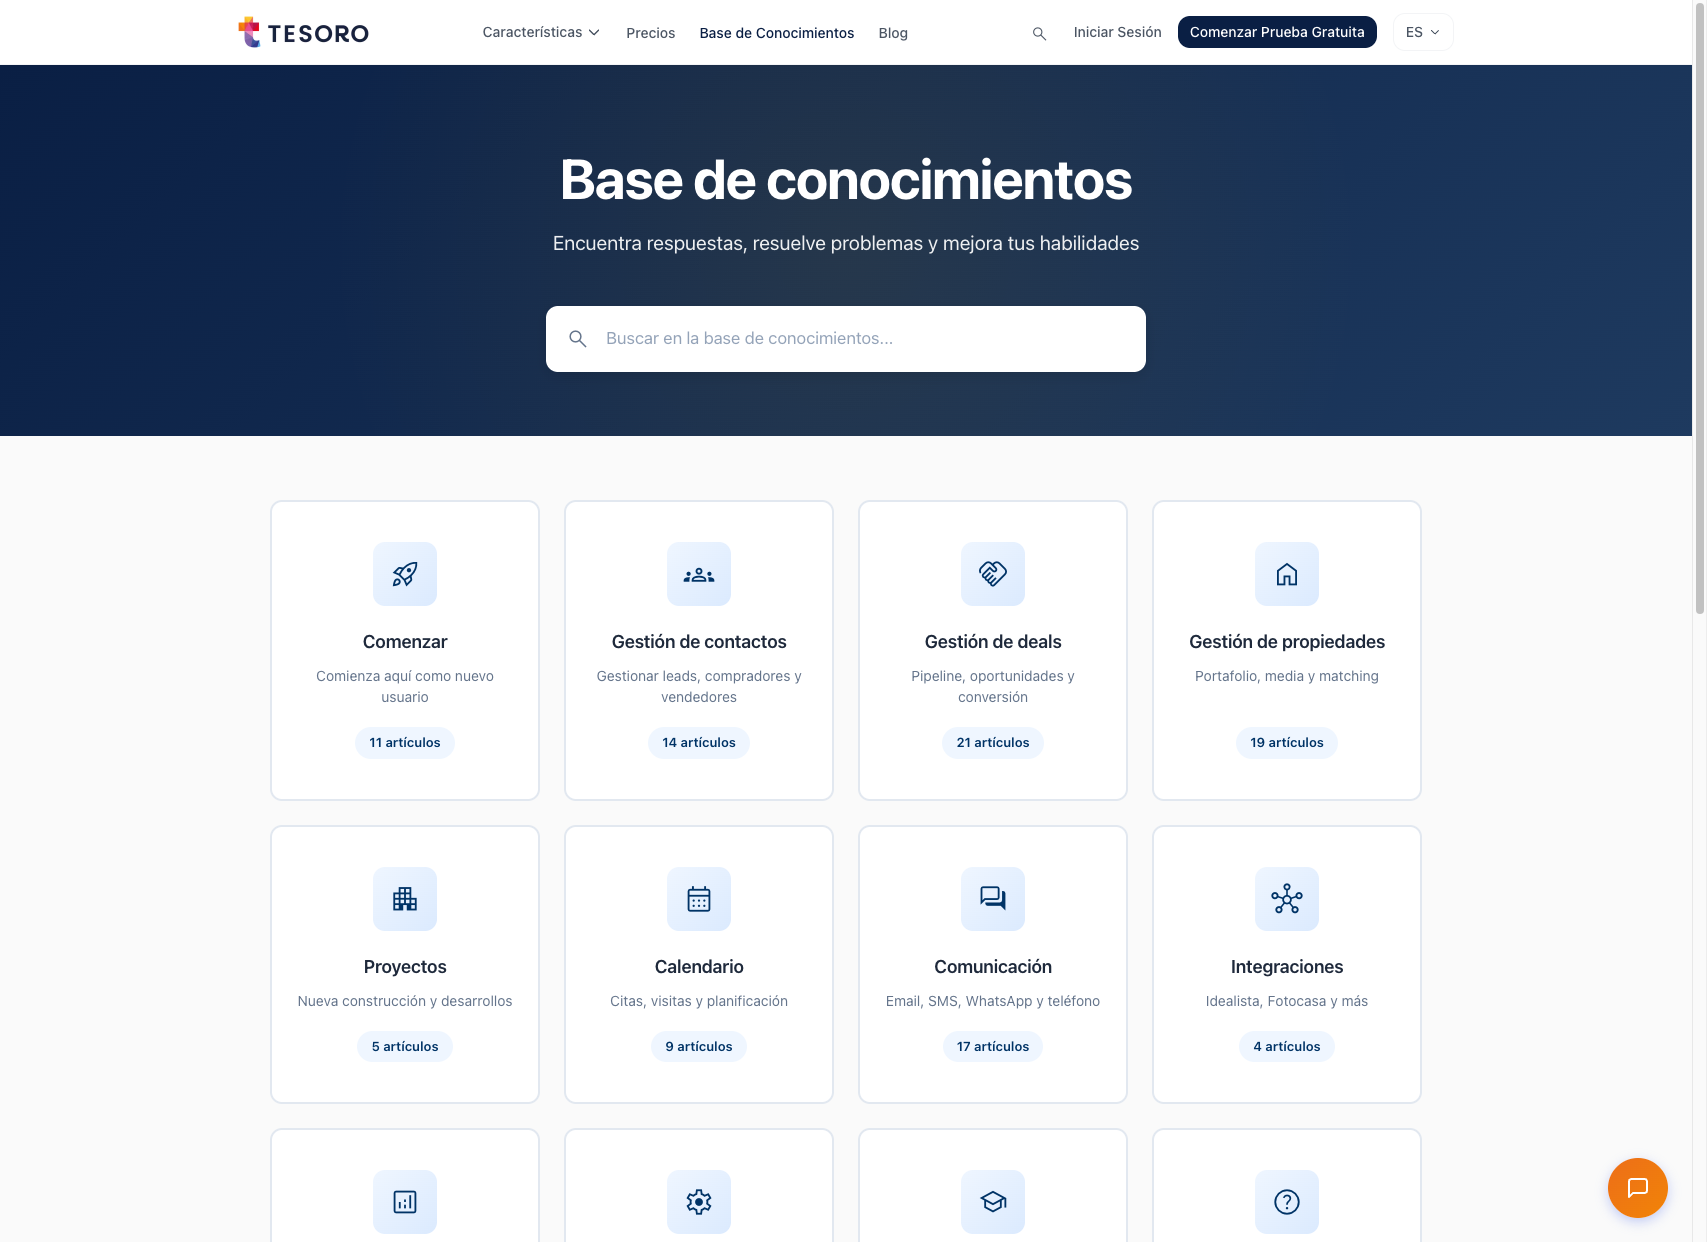 TESORO
Características
Precios
Base de Conocimientos
Blog
Iniciar Sesión
Comenzar Prueba Gratuita
ES
Base de conocimientos
Encuentra respuestas, resuelve problemas y mejora tus habilidades
Buscar en la base de conocimientos...
Comenzar
Comienza aquí como nuevo
usuario
11 artículos
Gestión de contactos
Gestionar leads, compradores y
vendedores
14 artículos
Gestión de deals
Pipeline, oportunidades y
conversión
21 artículos
Gestión de propiedades
Portafolio, media y matching
19 artículos
Proyectos
Nueva construcción y desarrollos
5 artículos
Calendario
Citas, visitas y planificación
9 artículos
Comunicación
Email, SMS, WhatsApp y teléfono
17 artículos
Integraciones
Idealista, Fotocasa y más
4 artículos